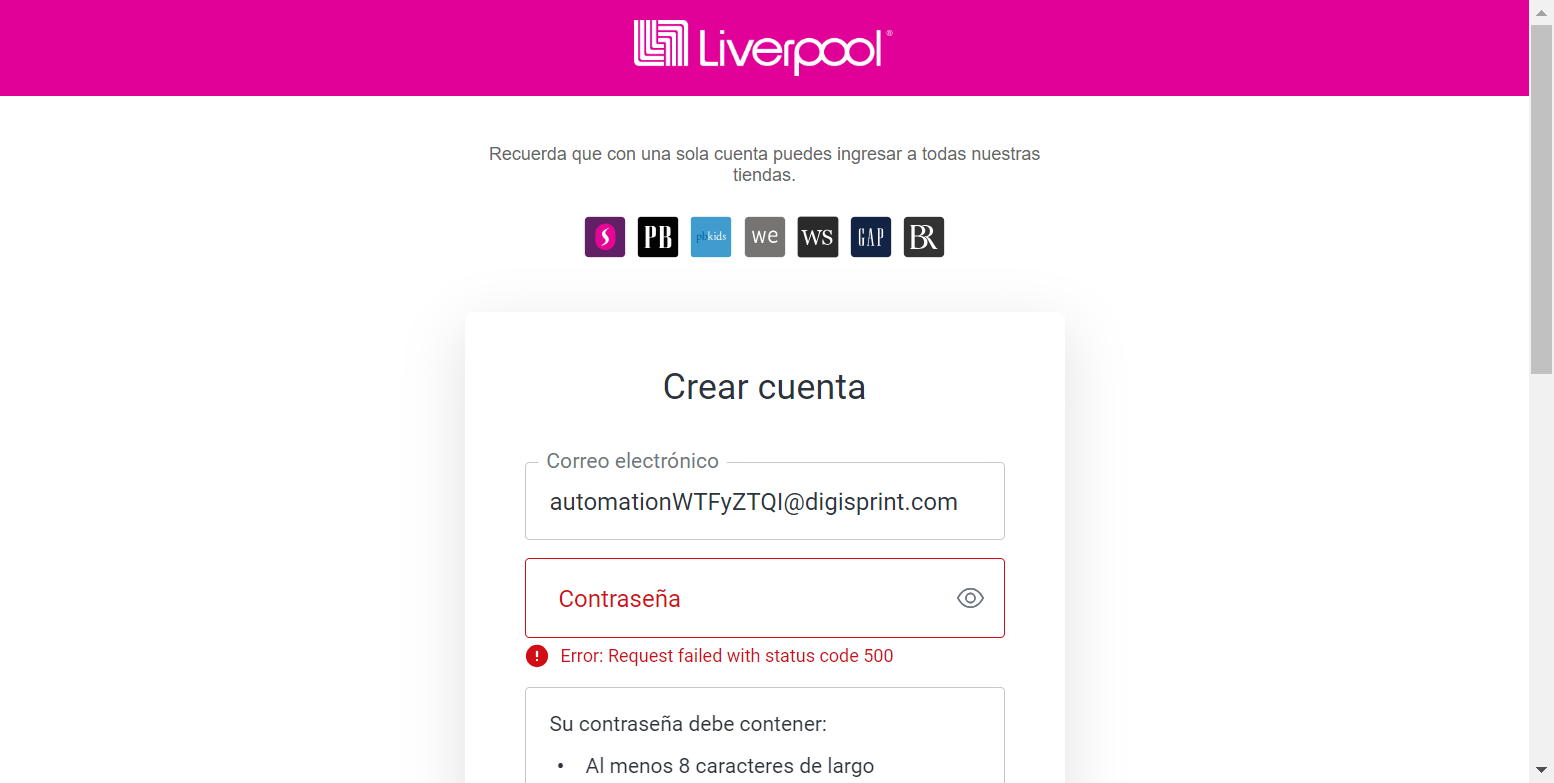 Liverpool®
Recuerda que con una sola cuenta puedes ingresar a todas nuestras
tiendas.
S PB pbkids we WS GAP BR
Crear cuenta
Correo electrónico
automationWTFyZTQI@digisprint.com
Contraseña
! Error: Request failed with status code 500
Su contraseña debe contener:
• Al menos 8 caracteres de largo